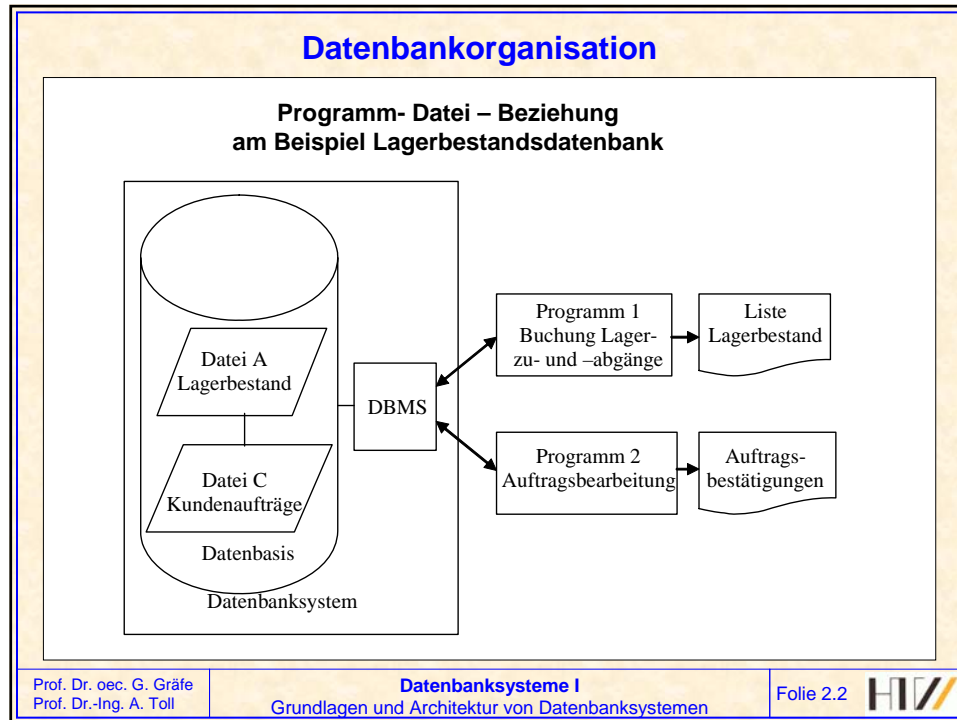 Datenbankorganisation
Programm- Datei – Beziehung
am Beispiel Lagerbestandsdatenbank
Datei A
Lagerbestand
Datei C
Kundenaufträge
Datenbasis
Datenbanksystem
DBMS
Programm 1
Buchung Lager-
zu- und –abgänge
Liste
Lagerbestand
Programm 2
Auftragsbearbeitung
Auftrags-
bestätigungen
Prof. Dr. oec. G. Gräfe
Prof. Dr.-Ing. A. Toll
Datenbanksysteme I
Grundlagen und Architektur von Datenbanksystemen
Folie 2.2
HTW